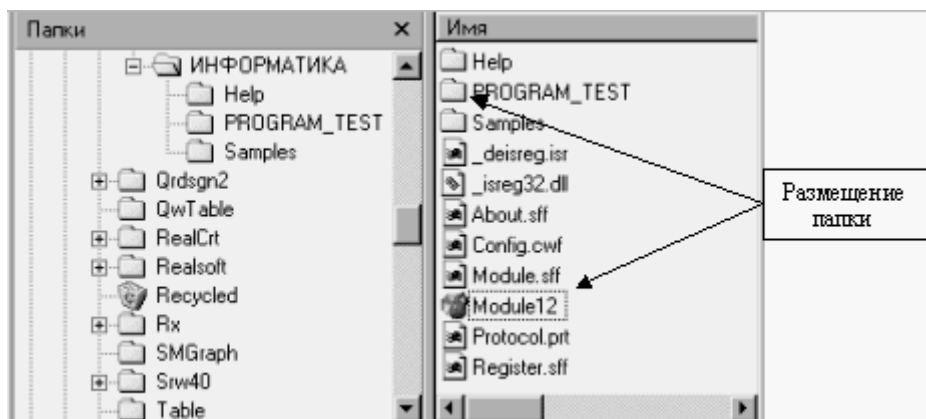 Папки
ИНФОРМАТИКА
Help
PROGRAM_TEST
Samples
Qrdsgn2
QwTable
RealCrt
Realsoft
Recycled
Rx
SMGraph
Srw40
Table
Имя
Help
PROGRAM_TEST
Samples
_deisreg.isr
_isreg32.dll
About.sff
Config.cwf
Module.sff
Module12
Protocol.prt
Register.sff
Размещение
папки